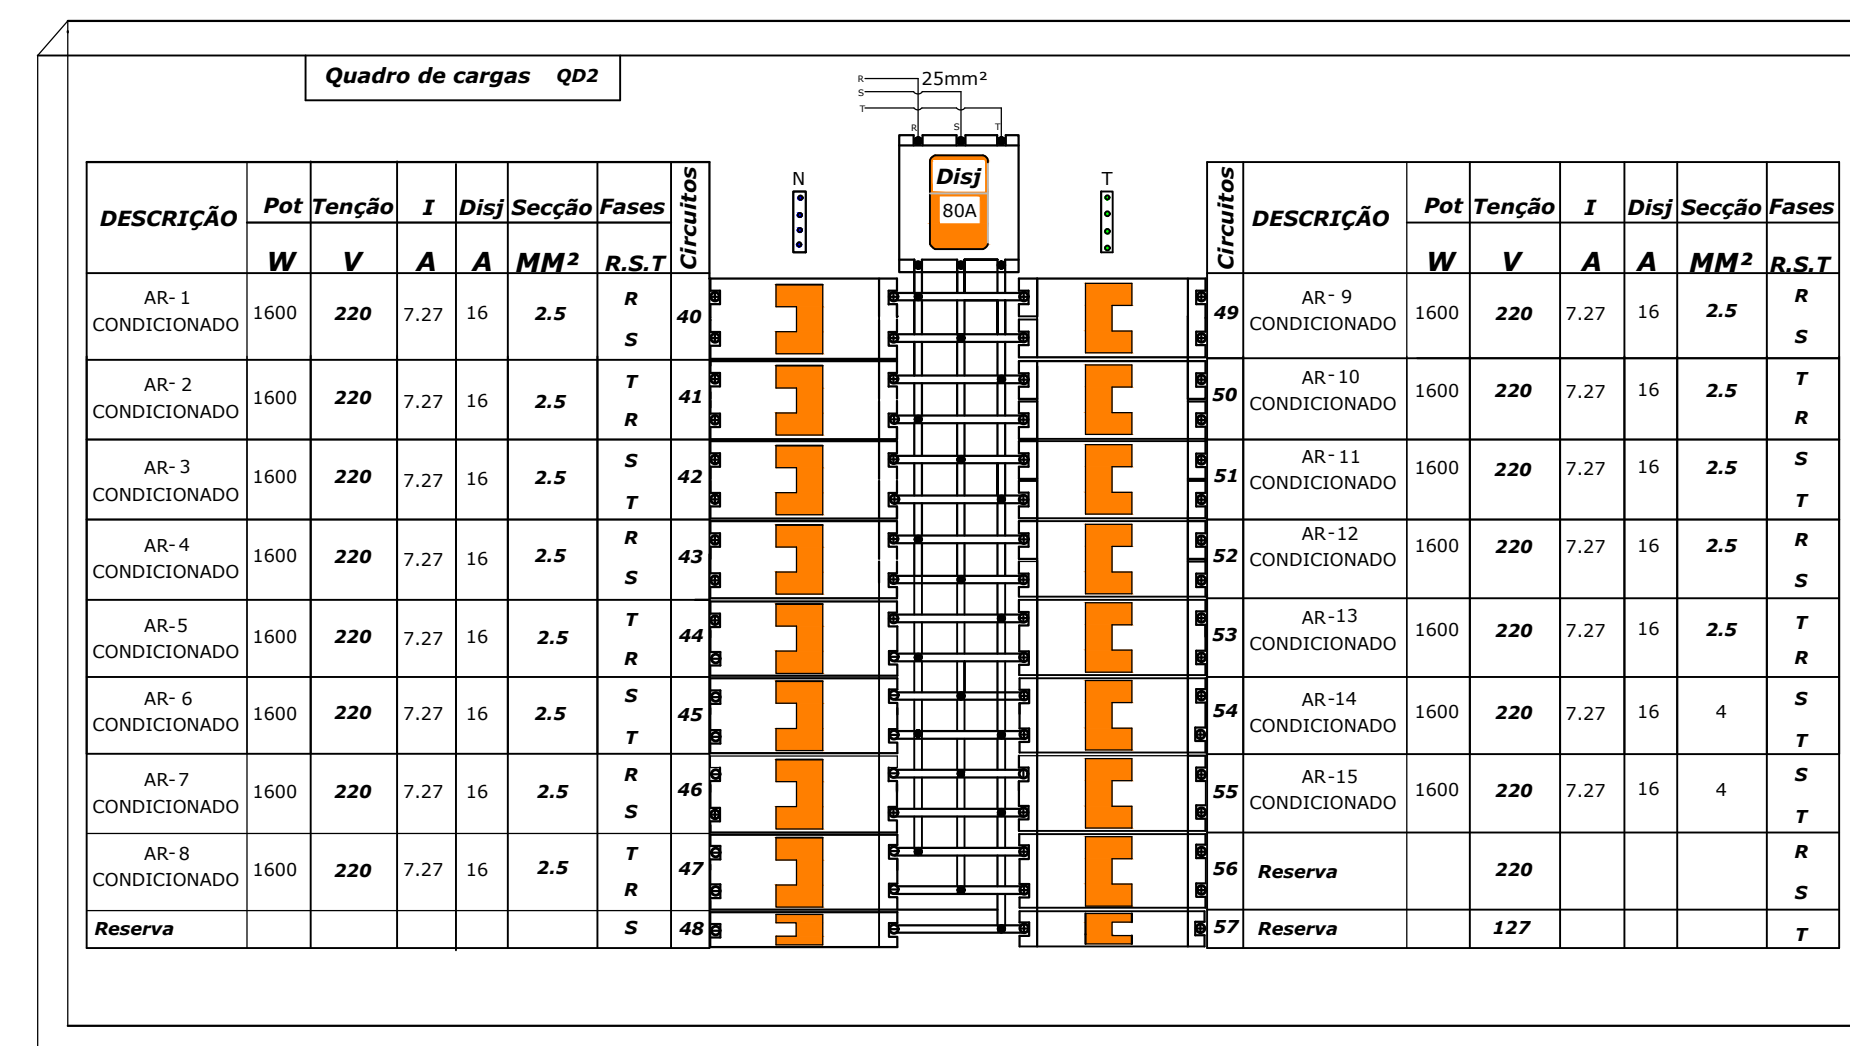 Quadro de cargas QD2
R 25mm²
S
T
R S T
Disj
80A
N
T
DESCRIÇÃO Pot Tenção I Disj Secção Fases Circuitos
W V A A MM² R.S.T
AR- 1 CONDICIONADO 1600 220 7.27 16 2.5 R S 40
AR- 2 CONDICIONADO 1600 220 7.27 16 2.5 T R 41
AR- 3 CONDICIONADO 1600 220 7.27 16 2.5 S T 42
AR-4 CONDICIONADO 1600 220 7.27 16 2.5 R S 43
AR-5 CONDICIONADO 1600 220 7.27 16 2.5 T R 44
AR- 6 CONDICIONADO 1600 220 7.27 16 2.5 S T 45
AR-7 CONDICIONADO 1600 220 7.27 16 2.5 R S 46
AR-8 CONDICIONADO 1600 220 7.27 16 2.5 T R 47
Reserva S 48
Circuitos DESCRIÇÃO Pot Tenção I Disj Secção Fases
W V A A MM² R.S.T
49 AR- 9 CONDICIONADO 1600 220 7.27 16 2.5 R S
50 AR-10 CONDICIONADO 1600 220 7.27 16 2.5 T R
51 AR-11 CONDICIONADO 1600 220 7.27 16 2.5 S T
52 AR-12 CONDICIONADO 1600 220 7.27 16 2.5 R S
53 AR-13 CONDICIONADO 1600 220 7.27 16 2.5 T R
54 AR-14 CONDICIONADO 1600 220 7.27 16 4 S T
55 AR-15 CONDICIONADO 1600 220 7.27 16 4 S T
56 Reserva 220 R S
57 Reserva 127 T